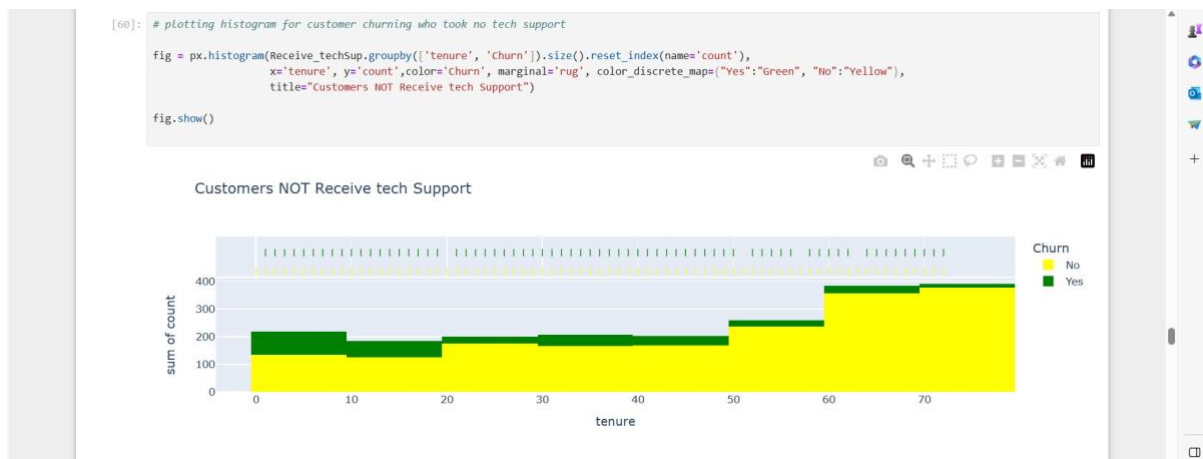 [60]: # plotting histogram for customer churning who took no tech support
fig = px.histogram(Receive_techSup.groupby(['tenure', 'Churn']).size().reset_index(name='count'),
x='tenure', y='count',color='Churn', marginal='rug', color_discrete_map={"Yes":"Green", "No":"Yellow"},
title="Customers NOT Receive tech Support")
fig.show()
Customers NOT Receive tech Support
Churn
No
Yes
400
300
200
100
0
sum of count
0 10 20 30 40 50 60 70
tenure